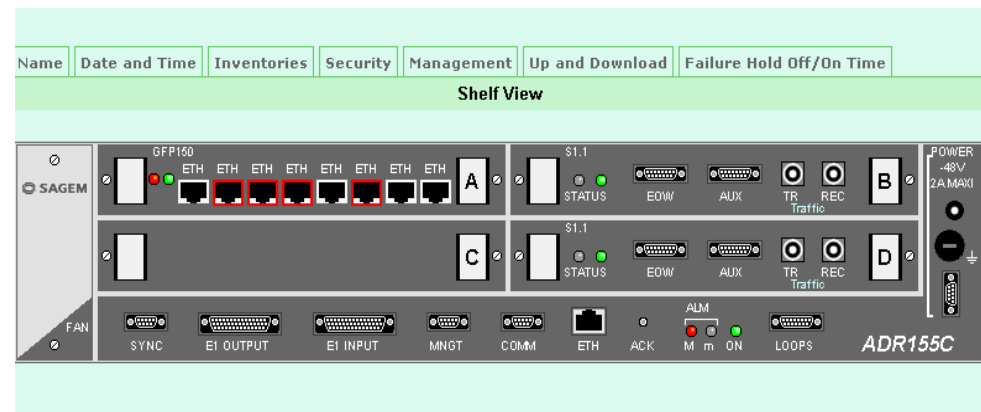 Name Date and Time Inventories Security Management Up and Download Failure Hold Off/On Time
Shelf View
GFP150
ETH ETH ETH ETH ETH ETH ETH ETH
A
S1.1
STATUS EOW AUX TR REC
Traffic
B
POWER
-48V
2A MAXI
SAGEM
C
S1.1
STATUS EOW AUX TR REC
Traffic
D
FAN
SYNC E1 OUTPUT E1 INPUT MNGT COMM ETH ACK
ALM
M m ON
LOOPS
ADR155C